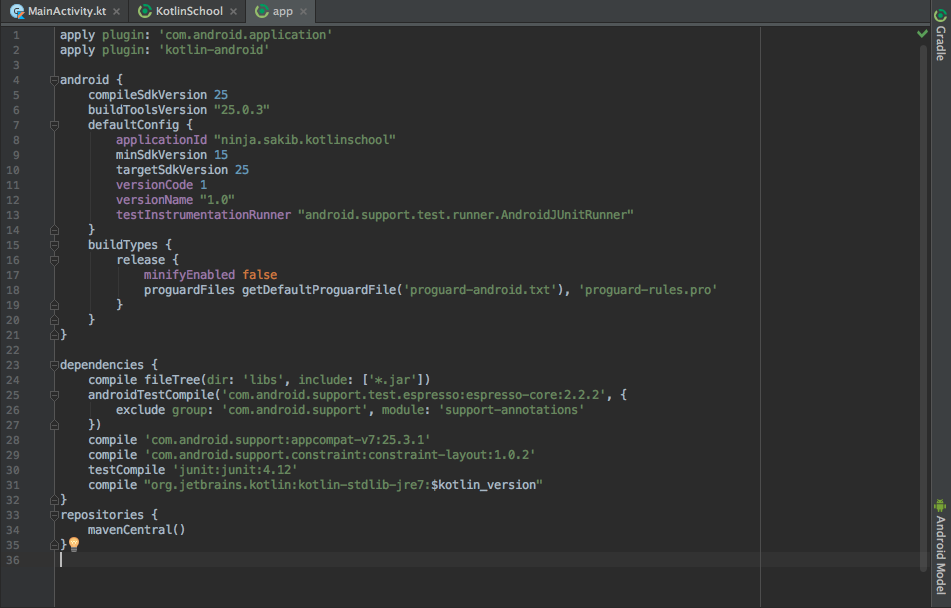 MainActivity.kt
KotlinSchool
app
1 apply plugin: 'com.android.application'
2 apply plugin: 'kotlin-android'
3
4 android {
5     compileSdkVersion 25
6     buildToolsVersion "25.0.3"
7     defaultConfig {
8         applicationId "ninja.sakib.kotlinschool"
9         minSdkVersion 15
10         targetSdkVersion 25
11         versionCode 1
12         versionName "1.0"
13         testInstrumentationRunner "android.support.test.runner.AndroidJUnitRunner"
14     }
15     buildTypes {
16         release {
17             minifyEnabled false
18             proguardFiles getDefaultProguardFile('proguard-android.txt'), 'proguard-rules.pro'
19         }
20     }
21 }
22
23 dependencies {
24     compile fileTree(dir: 'libs', include: ['*.jar'])
25     androidTestCompile('com.android.support.test.espresso:espresso-core:2.2.2', {
26         exclude group: 'com.android.support', module: 'support-annotations'
27     })
28     compile 'com.android.support:appcompat-v7:25.3.1'
29     compile 'com.android.support.constraint:constraint-layout:1.0.2'
30     testCompile 'junit:junit:4.12'
31     compile "org.jetbrains.kotlin:kotlin-stdlib-jre7:$kotlin_version"
32 }
33 repositories {
34     mavenCentral()
35 }
36
Gradle
Android Model